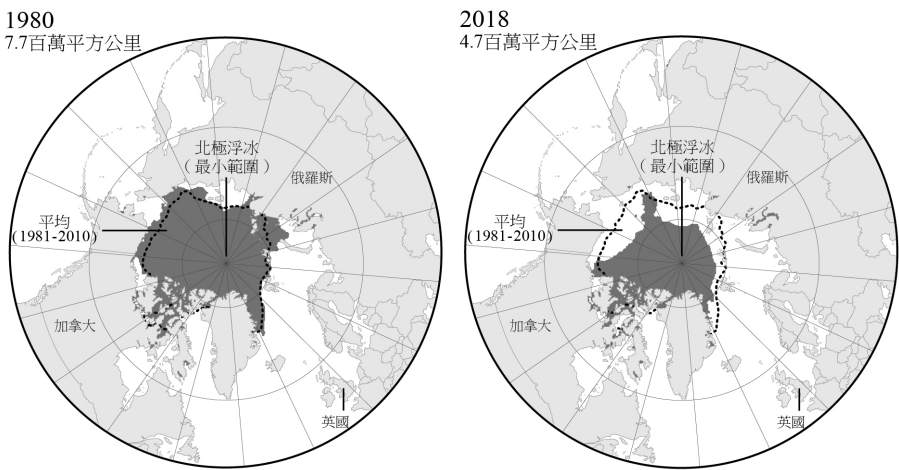 1980
7.7百萬平方公里
北極浮冰
（最小範圍）
俄羅斯
平均
(1981-2010)
加拿大
英國
2018
4.7百萬平方公里
北極浮冰
（最小範圍）
俄羅斯
平均
(1981-2010)
加拿大
英國